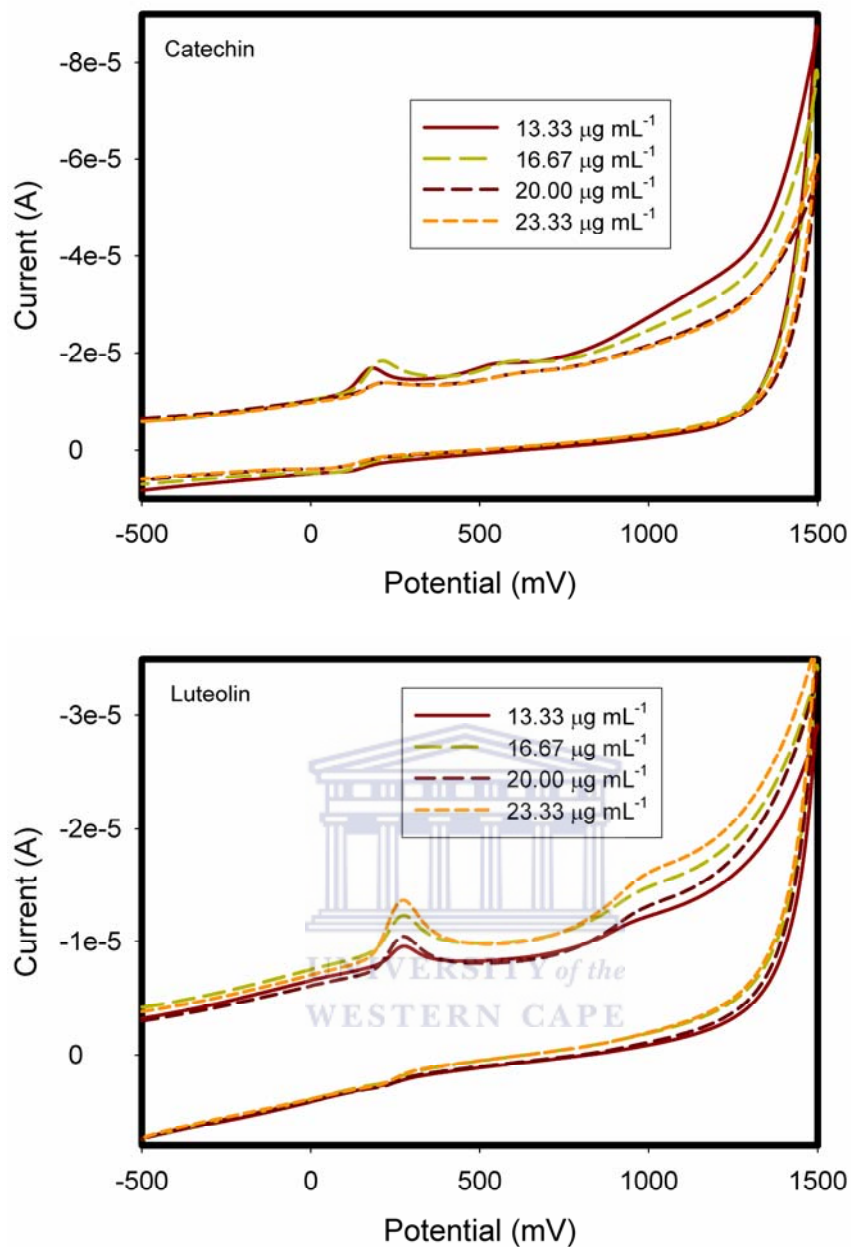 Catechin
13.33 µg mL-1
16.67 µg mL-1
20.00 µg mL-1
23.33 µg mL-1
Current (A)
-8e-5
-6e-5
-4e-5
-2e-5
0
-500 0 500 1000 1500
Potential (mV)
Luteolin
13.33 µg mL-1
16.67 µg mL-1
20.00 µg mL-1
23.33 µg mL-1
Current (A)
-3e-5
-2e-5
-1e-5
0
UNIVERSITY of the
WESTERN CAPE
-500 0 500 1000 1500
Potential (mV)